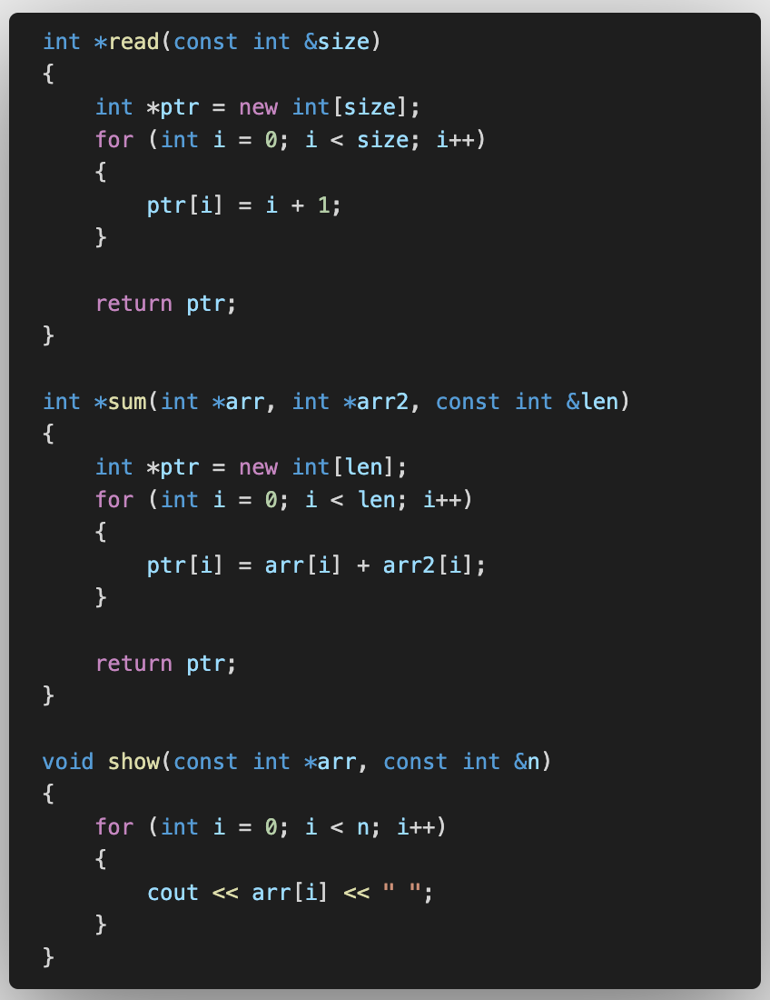 int *read(const int &size)
{
    int *ptr = new int[size];
    for (int i = 0; i < size; i++)
    {
        ptr[i] = i + 1;
    }

    return ptr;
}

int *sum(int *arr, int *arr2, const int &len)
{
    int *ptr = new int[len];
    for (int i = 0; i < len; i++)
    {
        ptr[i] = arr[i] + arr2[i];
    }

    return ptr;
}

void show(const int *arr, const int &n)
{
    for (int i = 0; i < n; i++)
    {
        cout << arr[i] << " ";
    }
}